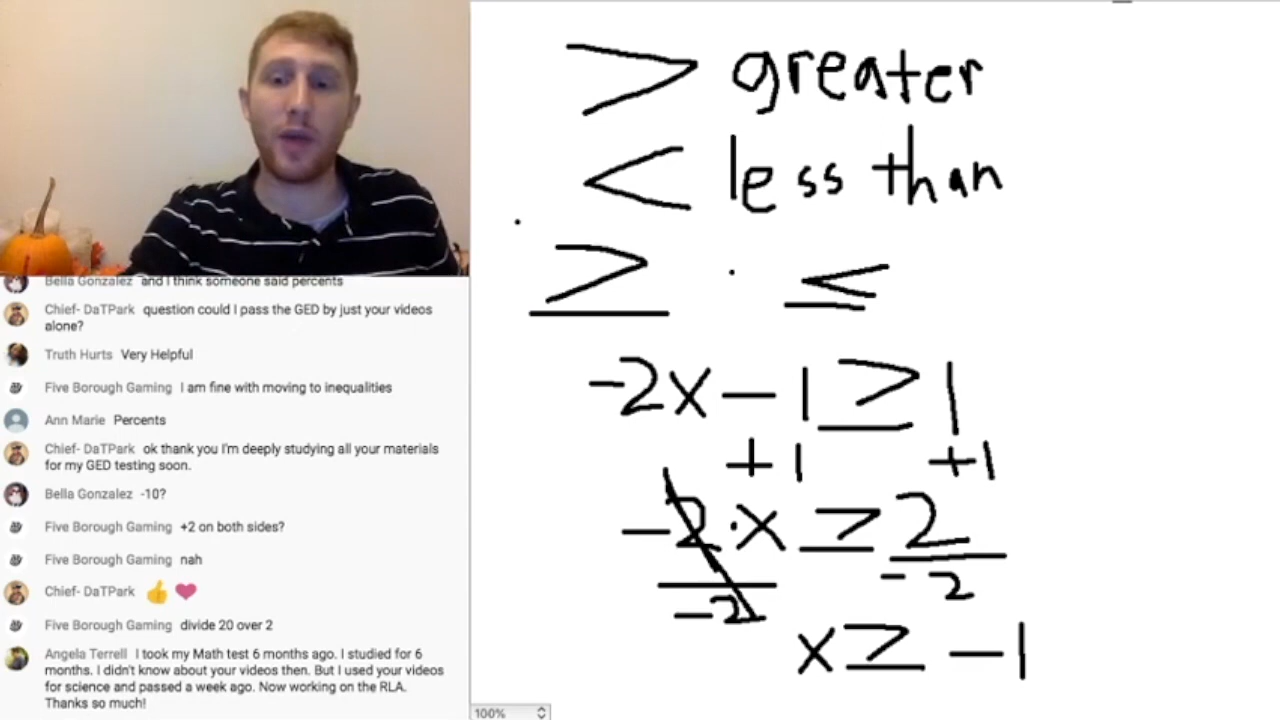 Bella Gonzalez and I think someone said percents
Chief- DaTPark question could I pass the GED by just your videos
alone?
Truth Hurts Very Helpful
Five Borough Gaming I am fine with moving to inequalities
Ann Marie Percents
Chief- DaTPark ok thank you I'm deeply studying all your materials
for my GED testing soon.
Bella Gonzalez -10?
Five Borough Gaming +2 on both sides?
Five Borough Gaming nah
Chief- DaTPark 👍 ❤️
Five Borough Gaming divide 20 over 2
Angela Terrell I took my Math test 6 months ago. I studied for 6
months. I didn't know about your videos then. But I used your videos
for science and passed a week ago. Now working on the RLA.
Thanks so much!
> greater
< less than
≥ . ≤
-2x - 1 ≥ 1
+1 +1
-2 · x ≥ 2
-2 -2
x ≥ -1
100%